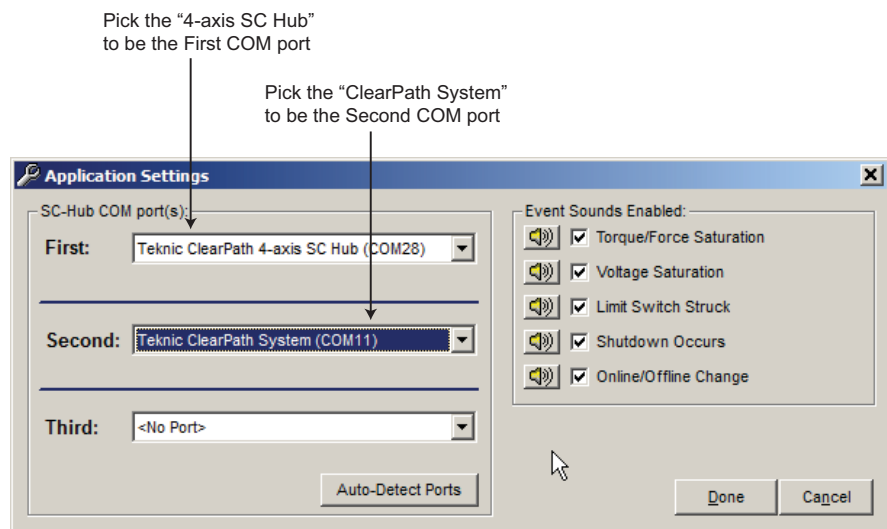 Pick the “4-axis SC Hub”
to be the First COM port
Pick the “ClearPath System”
to be the Second COM port
Application Settings
SC-Hub COM port(s):
First:
Teknic ClearPath 4-axis SC Hub (COM28)
Second:
Teknic ClearPath System (COM11)
Third:
<No Port>
Auto-Detect Ports
Event Sounds Enabled:
Torque/Force Saturation
Voltage Saturation
Limit Switch Struck
Shutdown Occurs
Online/Offline Change
Done
Cancel